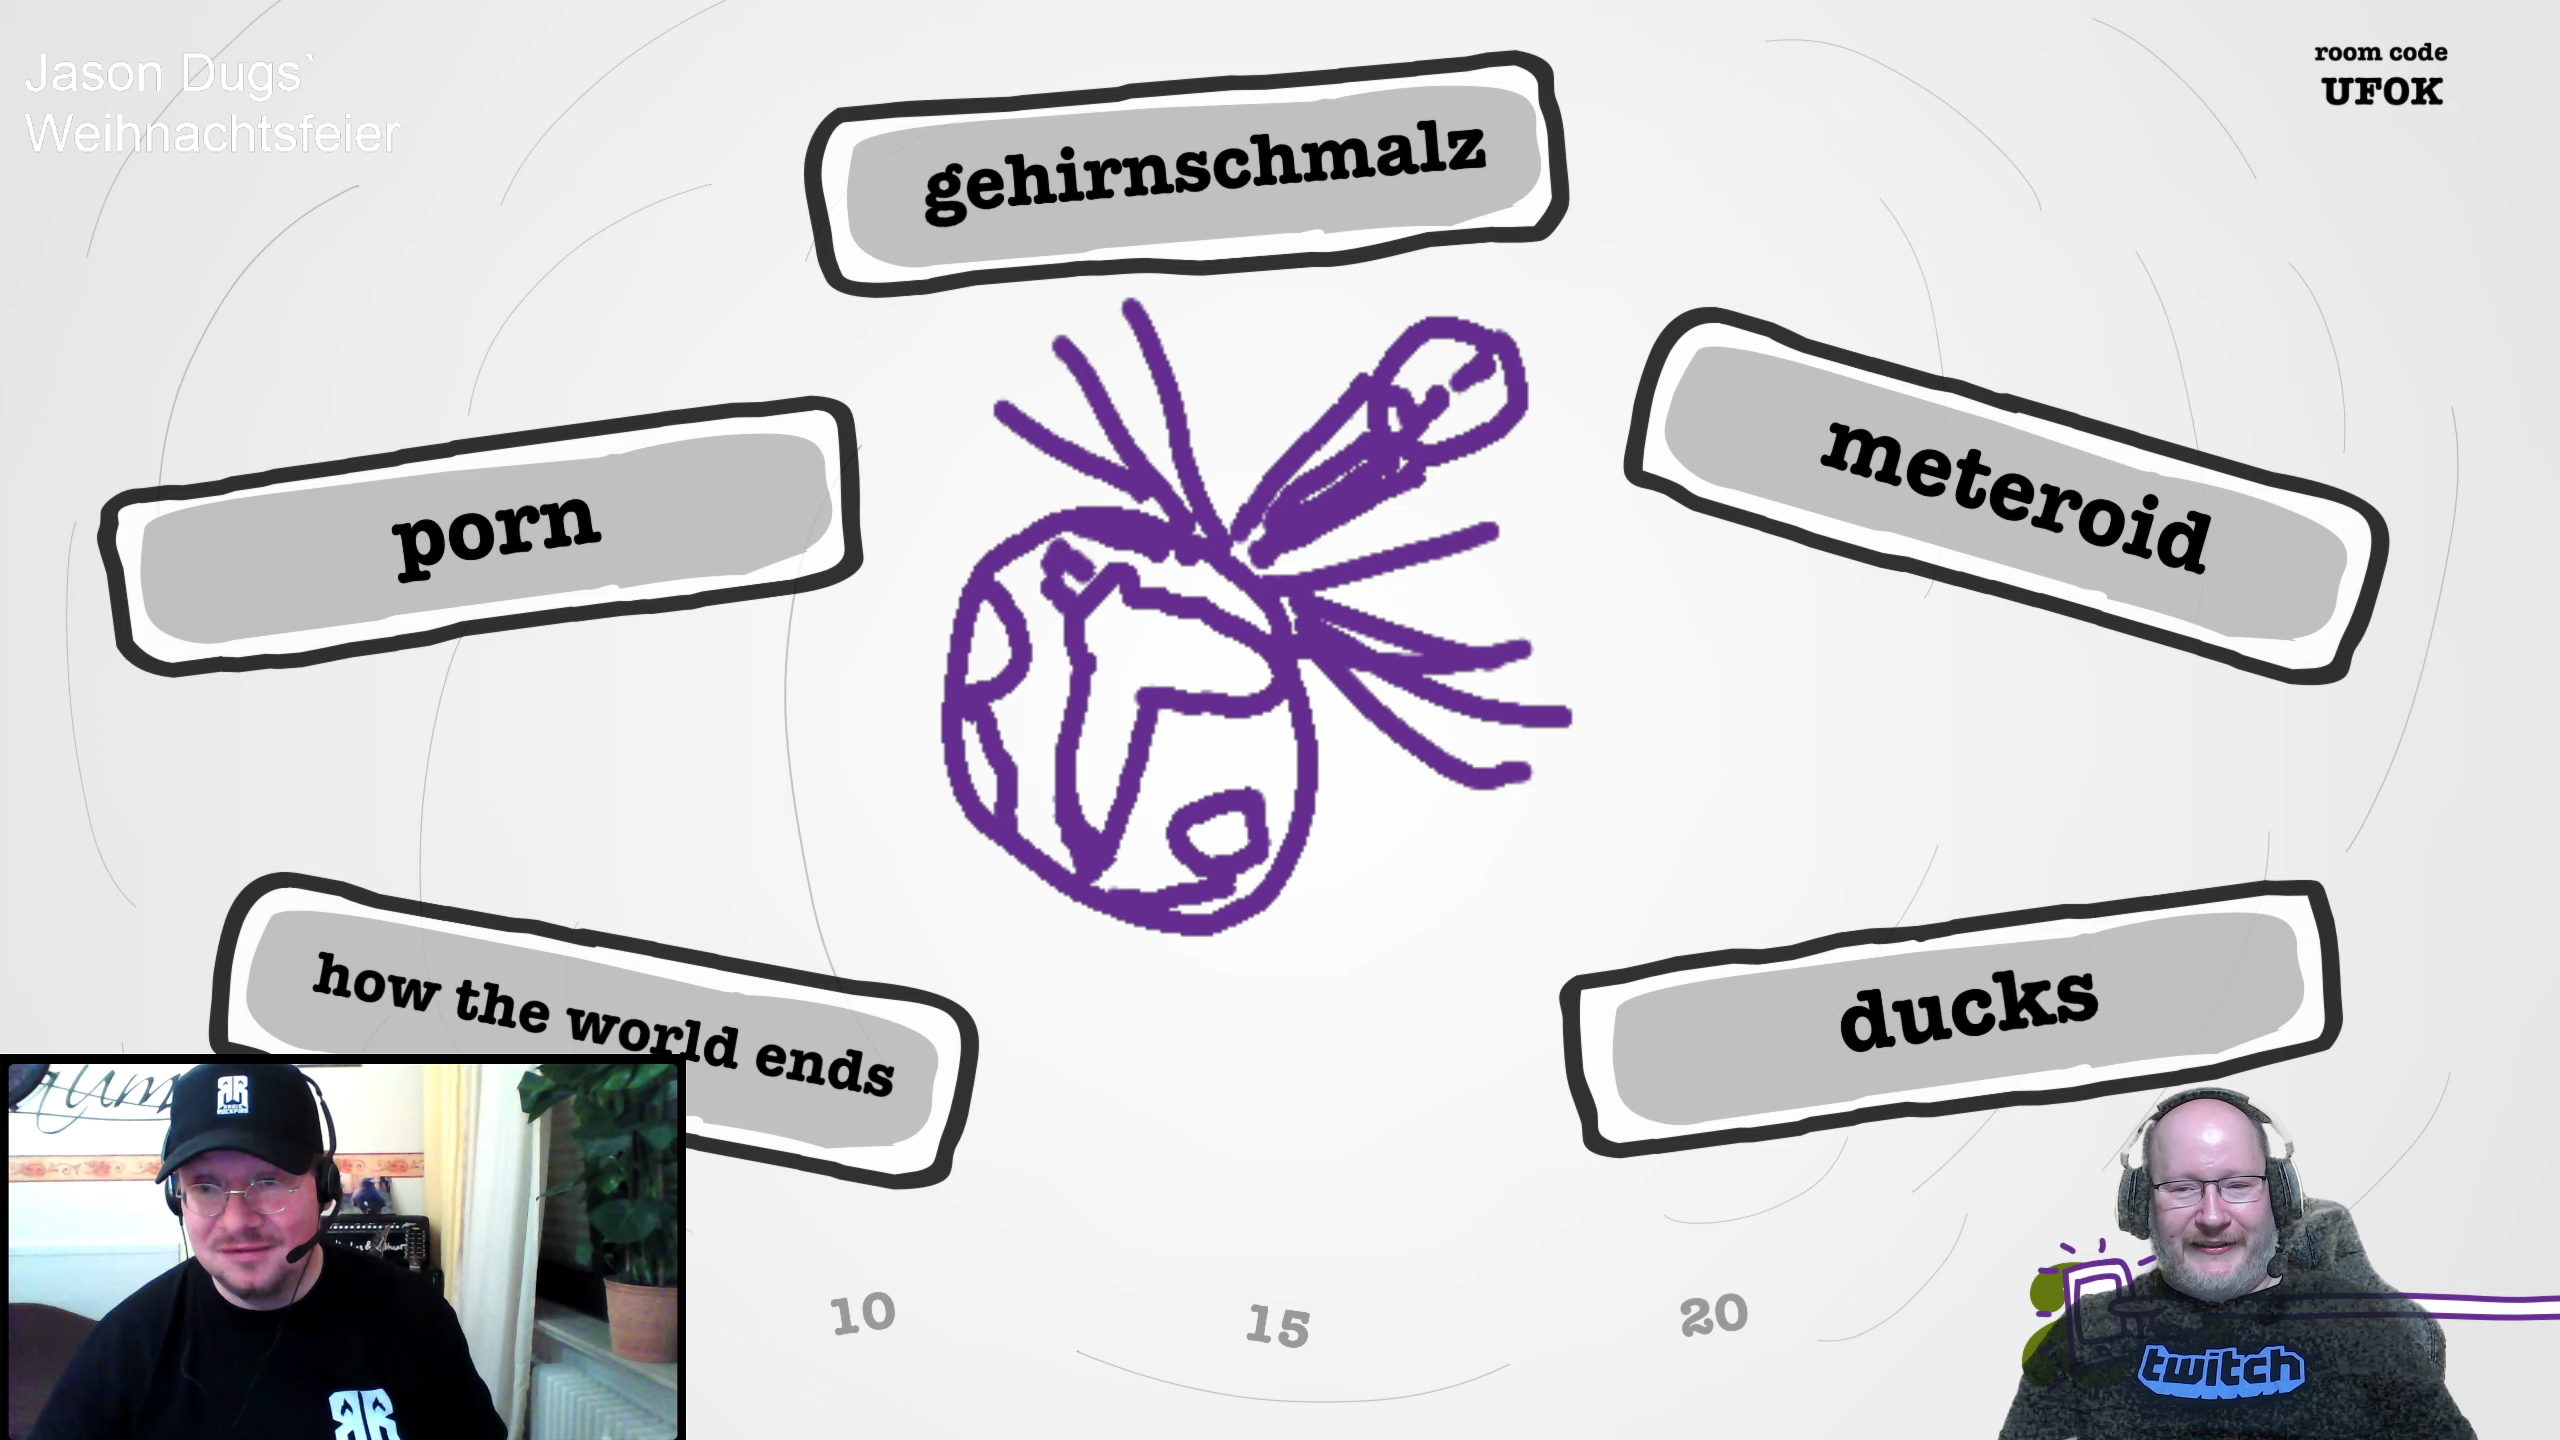 Jason Dugs`
Weihnachtsfeier
room code
UFOK
gehirnschmalz
porn
meteroid
how the world ends
ducks
10
15
20
twitch